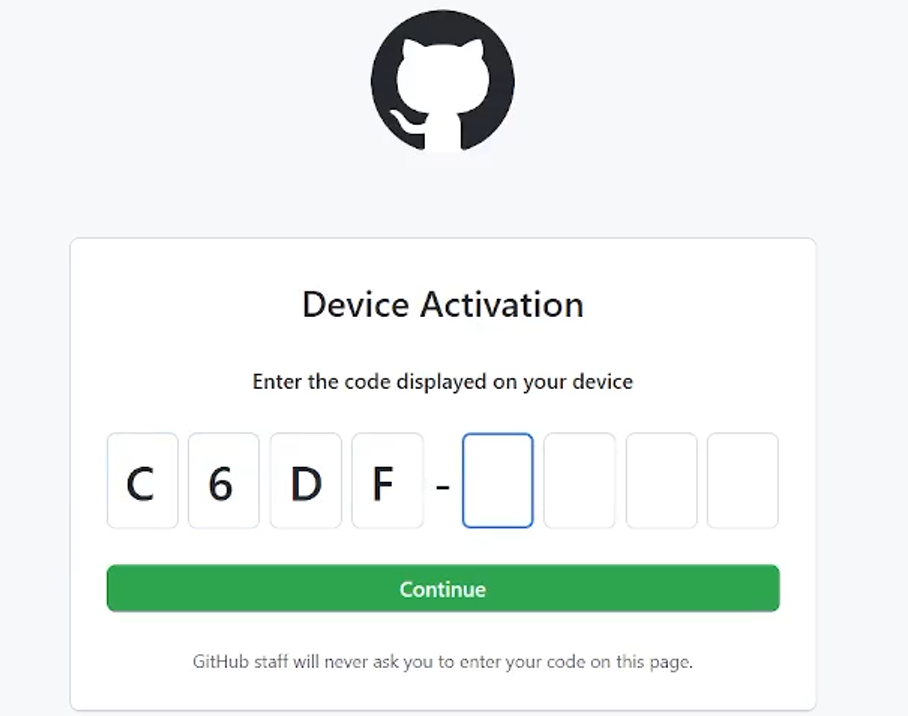 Device Activation
Enter the code displayed on your device
C 6 D F -
Continue
GitHub staff will never ask you to enter your code on this page.